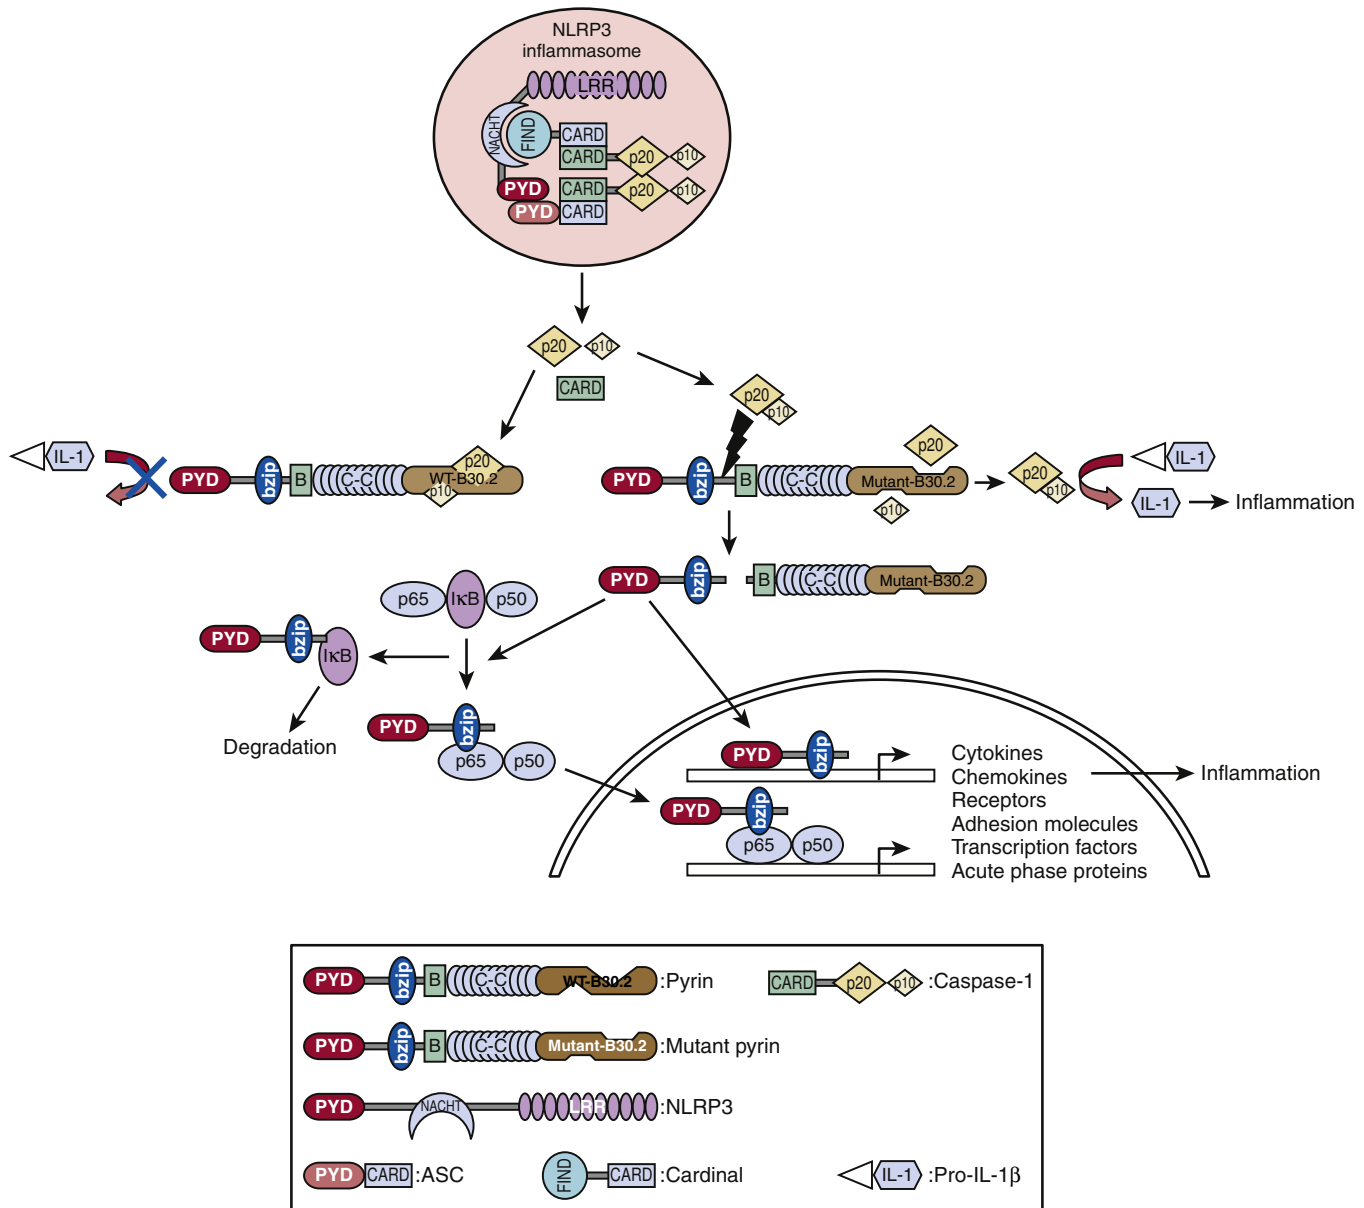 NLRP3
inflammasome
LRR
NACHT
FIND
CARD
CARD
p20
p10
PYD
CARD
p20
p10
PYD
CARD
p20
p10
CARD
p20
p10
IL-1
PYD
bzip
B
C-C
WT-B30.2
p20
p10
PYD
bzip
B
C-C
Mutant-B30.2
p20
p10
p20
p10
IL-1
IL-1
Inflammation
PYD
bzip
B
C-C
Mutant-B30.2
p65
IκB
p50
PYD
bzip
IκB
Degradation
PYD
bzip
p65
p50
PYD
bzip
PYD
bzip
p65
p50
Cytokines
Chemokines
Receptors
Adhesion molecules
Transcription factors
Acute phase proteins
Inflammation
PYD
bzip
B
C-C
WT-B30.2
:Pyrin
CARD
p20
p10
:Caspase-1
PYD
bzip
B
C-C
Mutant-B30.2
:Mutant pyrin
PYD
NACHT
LRR
:NLRP3
PYD
CARD
:ASC
FIND
CARD
:Cardinal
IL-1
:Pro-IL-1β